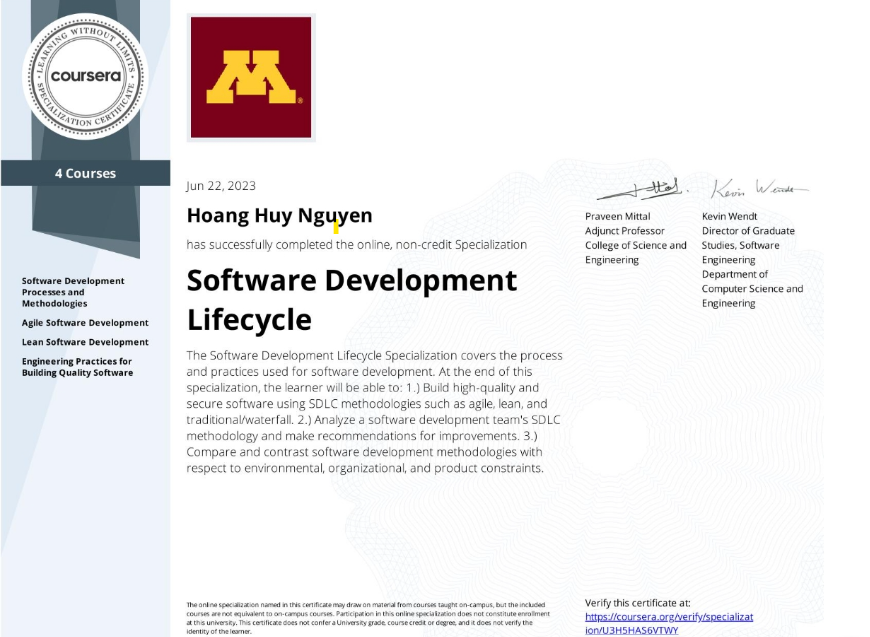 LEARNING WITHOUT LIMITS
coursera
SPECIALIZATION CERTIFICATE
4 Courses
Software Development
Processes and
Methodologies
Agile Software Development
Lean Software Development
Engineering Practices for
Building Quality Software
M
®
Jun 22, 2023
Hoang Huy Nguyen
has successfully completed the online, non-credit Specialization
Software Development
Lifecycle
The Software Development Lifecycle Specialization covers the process
and practices used for software development. At the end of this
specialization, the learner will be able to: 1.) Build high-quality and
secure software using SDLC methodologies such as agile, lean, and
traditional/waterfall. 2.) Analyze a software development team's SDLC
methodology and make recommendations for improvements. 3.)
Compare and contrast software development methodologies with
respect to environmental, organizational, and product constraints.
Kevin Wendt
Praveen Mittal
Adjunct Professor
College of Science and
Engineering
Kevin Wendt
Director of Graduate
Studies, Software
Engineering
Department of
Computer Science and
Engineering
The online specialization named in this certificate may draw on material from courses taught on-campus, but the included
courses are not equivalent to on-campus courses. Participation in this online specialization does not constitute enrollment
at this university. This certificate does not confer a University grade, course credit or degree, and it does not verify the
identity of the learner.
Verify this certificate at:
https://coursera.org/verify/specializat
ion/U3H5HAS6VTWY